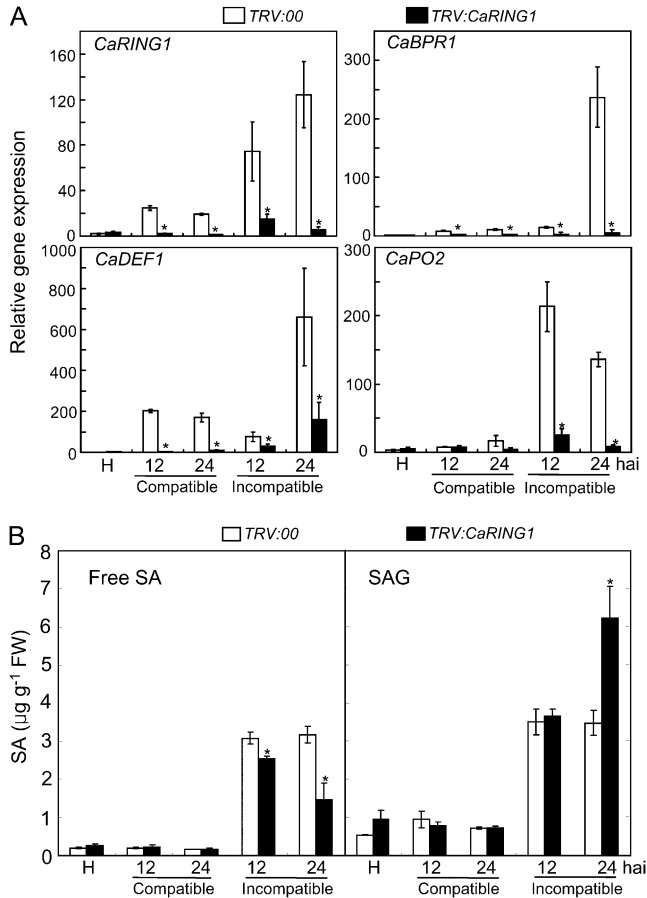 A
TRV:00 TRV:CaRING1
Relative gene expression
CaRING1 CaBPR1
160 120 80 40 0
300 200 100 0
* * * *
* * * *
CaDEF1 CaPO2
1000 800 600 400 200 0
300 200 100 0
* * * *
* *
H 12 24 12 24 H 12 24 12 24 hai
Compatible Incompatible Compatible Incompatible
B
TRV:00 TRV:CaRING1
SA (µg g-1 FW)
8 7 6 5 4 3 2 1 0
Free SA SAG
* * *
H 12 24 12 24 H 12 24 12 24 hai
Compatible Incompatible Compatible Incompatible